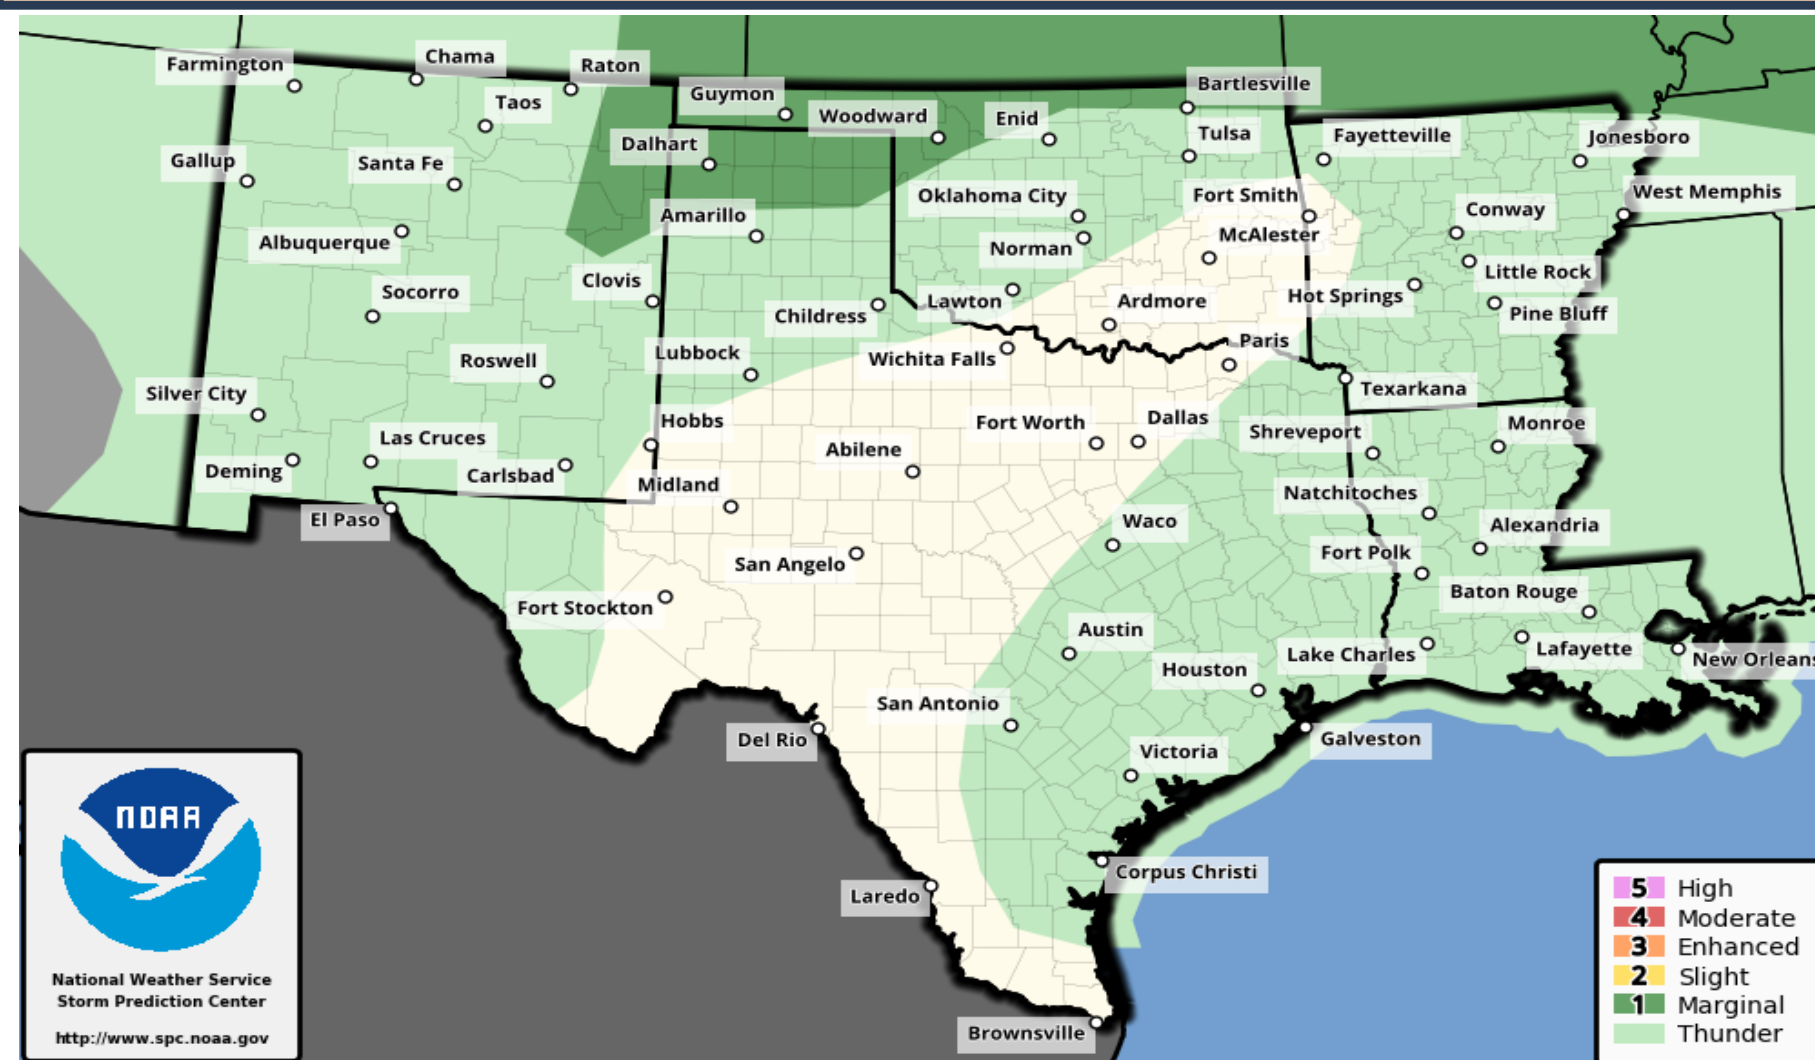 Farmington
Chama
Raton
Taos
Guymon
Woodward
Enid
Bartlesville
Tulsa
Fayetteville
Jonesboro
Dalhart
Gallup
Santa Fe
Amarillo
Oklahoma City
Fort Smith
Conway
West Memphis
Albuquerque
Norman
McAlester
Little Rock
Clovis
Socorro
Childress
Lawton
Ardmore
Hot Springs
Pine Bluff
Roswell
Lubbock
Wichita Falls
Paris
Texarkana
Silver City
Hobbs
Fort Worth
Dallas
Shreveport
Monroe
Las Cruces
Abilene
Deming
Carlsbad
Midland
Natchitoches
El Paso
Waco
Alexandria
San Angelo
Fort Polk
Fort Stockton
Baton Rouge
Austin
Lake Charles
Lafayette
New Orleans
Houston
San Antonio
Del Rio
Victoria
Galveston
Corpus Christi
Laredo
Brownsville
NOAA
National Weather Service
Storm Prediction Center
http://www.spc.noaa.gov
5 High
4 Moderate
3 Enhanced
2 Slight
1 Marginal
Thunder